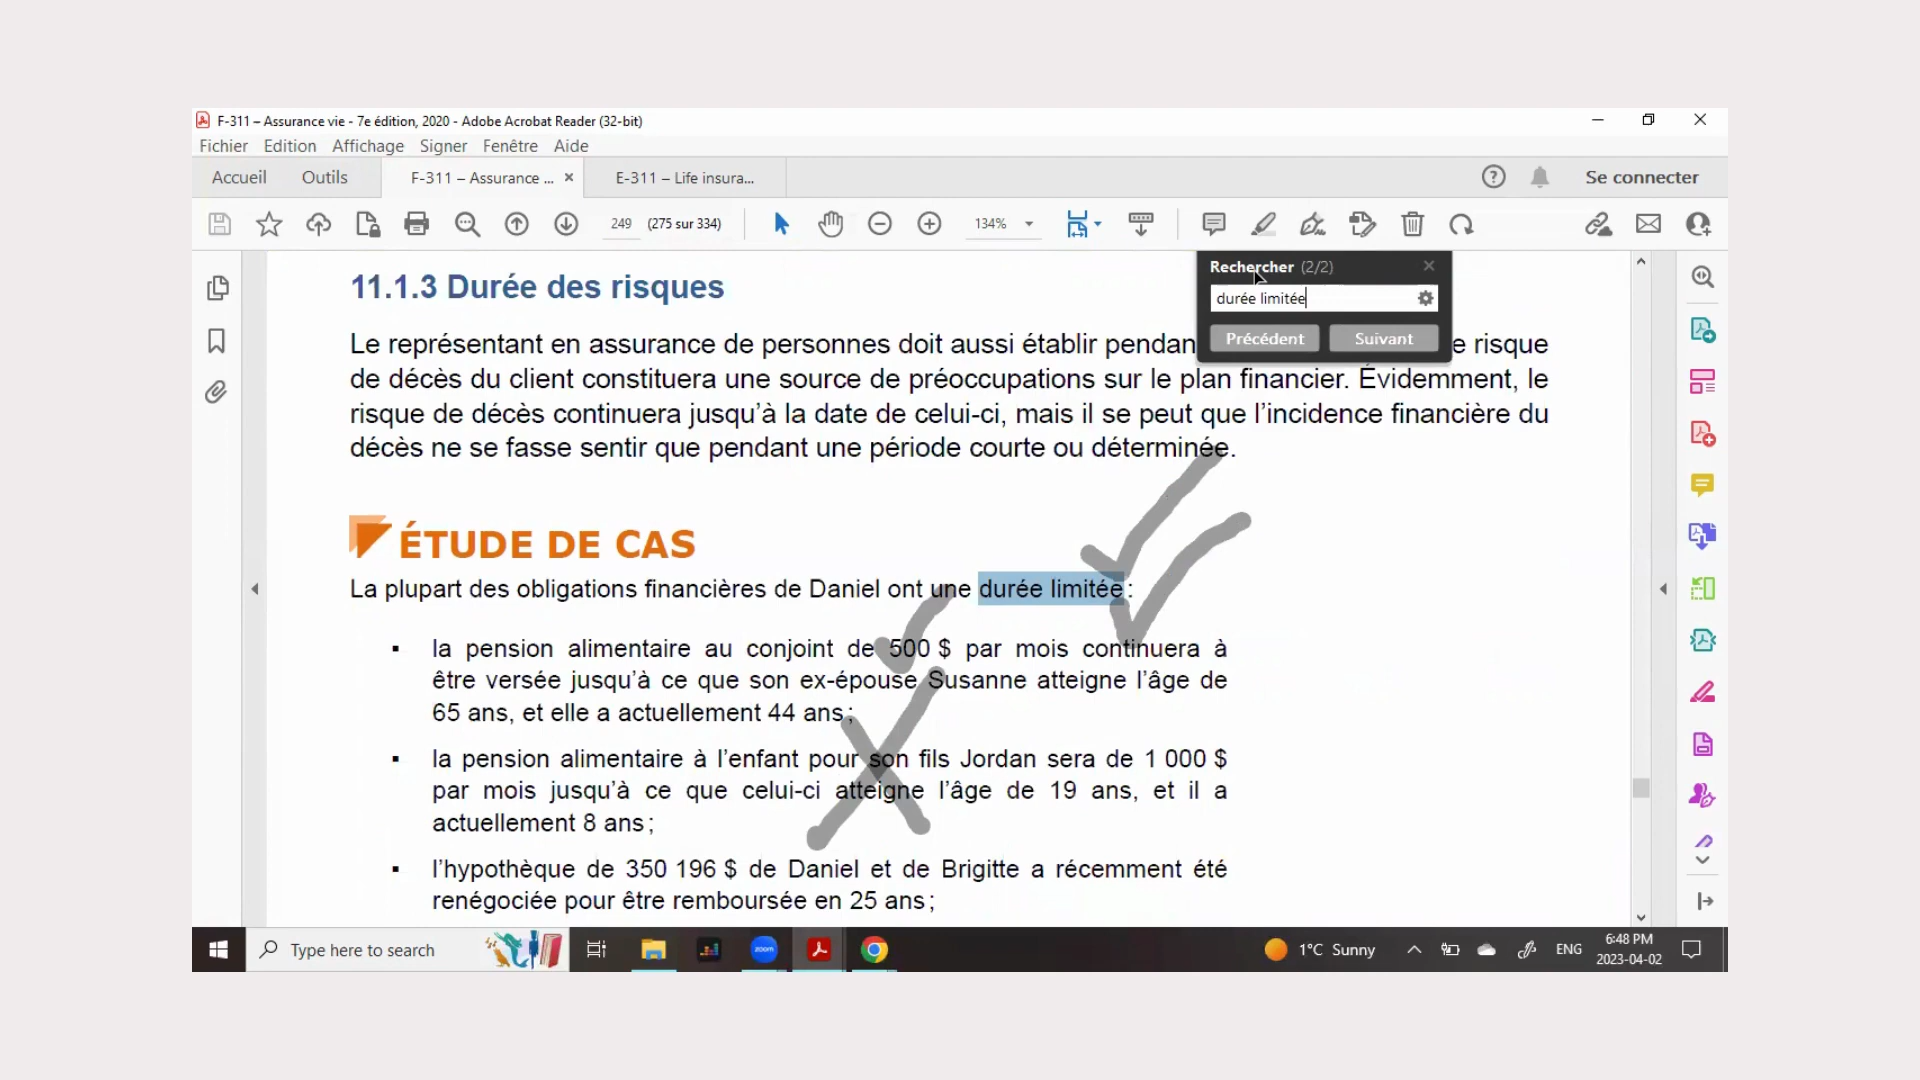 F-311 – Assurance vie - 7e édition, 2020 - Adobe Acrobat Reader (32-bit)
Fichier Edition Affichage Signer Fenêtre Aide
Accueil Outils F-311 – Assurance ... × E-311 – Life insura... Se connecter
249 (275 sur 334) 134%
Rechercher (2/2)
durée limitée
Précédent Suivant
11.1.3 Durée des risques
Le représentant en assurance de personnes doit aussi établir pendan e risque
de décès du client constituera une source de préoccupations sur le plan financier. Évidemment, le
risque de décès continuera jusqu’à la date de celui-ci, mais il se peut que l’incidence financière du
décès ne se fasse sentir que pendant une période courte ou déterminée.
ÉTUDE DE CAS
La plupart des obligations financières de Daniel ont une durée limitée :
▪ la pension alimentaire au conjoint de 500 $ par mois continuera à
être versée jusqu’à ce que son ex-épouse Susanne atteigne l’âge de
65 ans, et elle a actuellement 44 ans ;
▪ la pension alimentaire à l’enfant pour son fils Jordan sera de 1 000 $
par mois jusqu’à ce que celui-ci atteigne l’âge de 19 ans, et il a
actuellement 8 ans ;
▪ l’hypothèque de 350 196 $ de Daniel et de Brigitte a récemment été
renégociée pour être remboursée en 25 ans ;
Type here to search
zoom
1°C Sunny
ENG
6:48 PM
2023-04-02